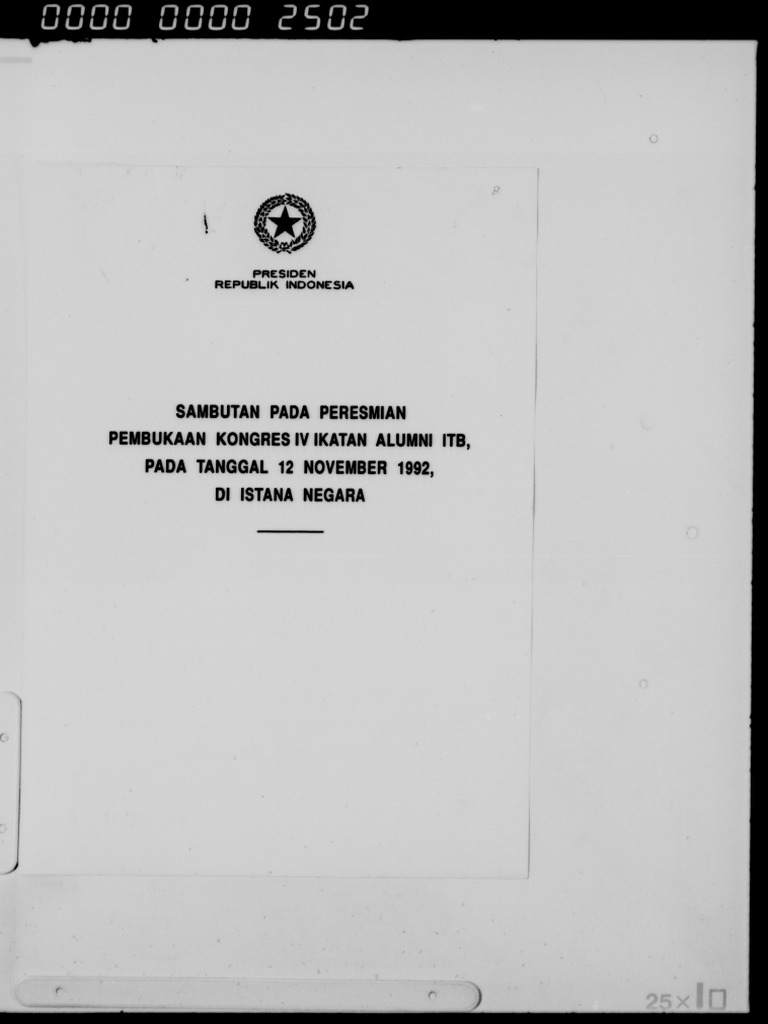 0000 0000 2502
PRESIDEN
REPUBLIK INDONESIA
SAMBUTAN PADA PERESMIAN
PEMBUKAAN KONGRES IV IKATAN ALUMNI ITB,
PADA TANGGAL 12 NOVEMBER 1992,
DI ISTANA NEGARA
25×